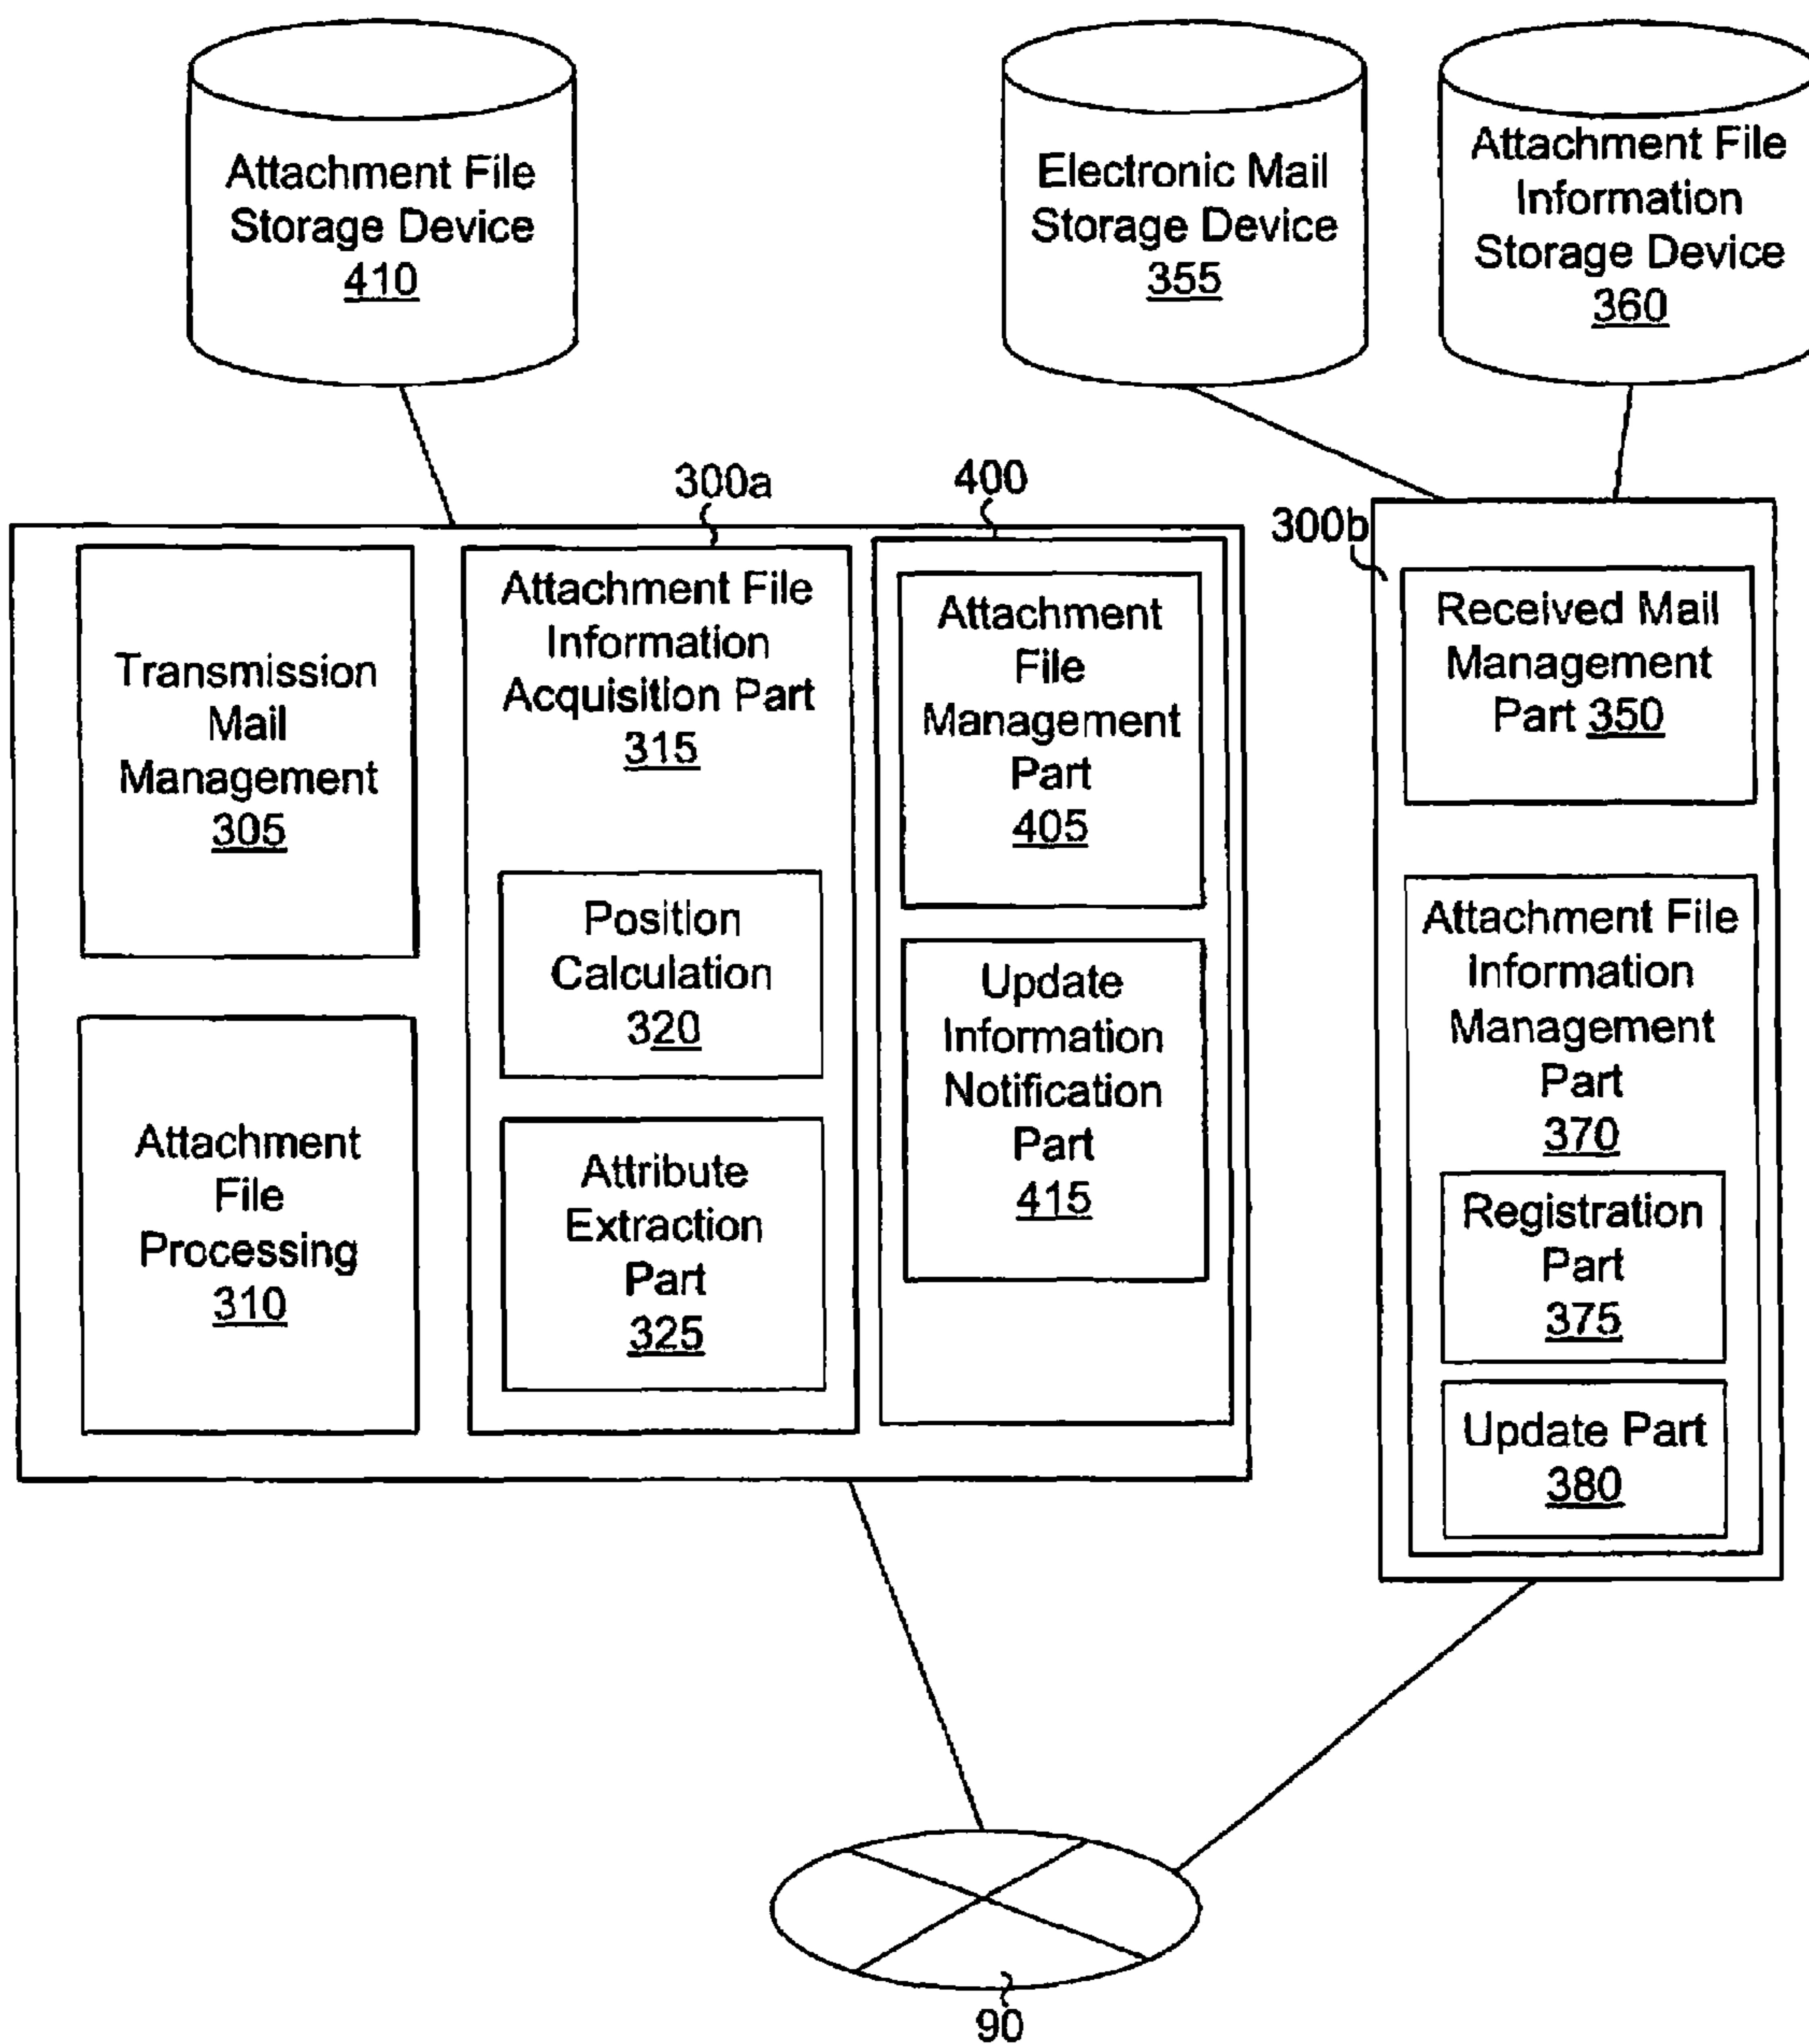 Attachment File
Storage Device
410
Electronic Mail
Storage Device
355
Attachment File
Information
Storage Device
360
300a
400
300b
Transmission
Mail
Management
305
Attachment
File
Processing
310
Attachment File
Information
Acquisition Part
315
Position
Calculation
320
Attribute
Extraction
Part
325
Attachment
File
Management
Part
405
Update
Information
Notification
Part
415
Received Mail
Management
Part 350
Attachment File
Information
Management
Part
370
Registration
Part
375
Update Part
380
90